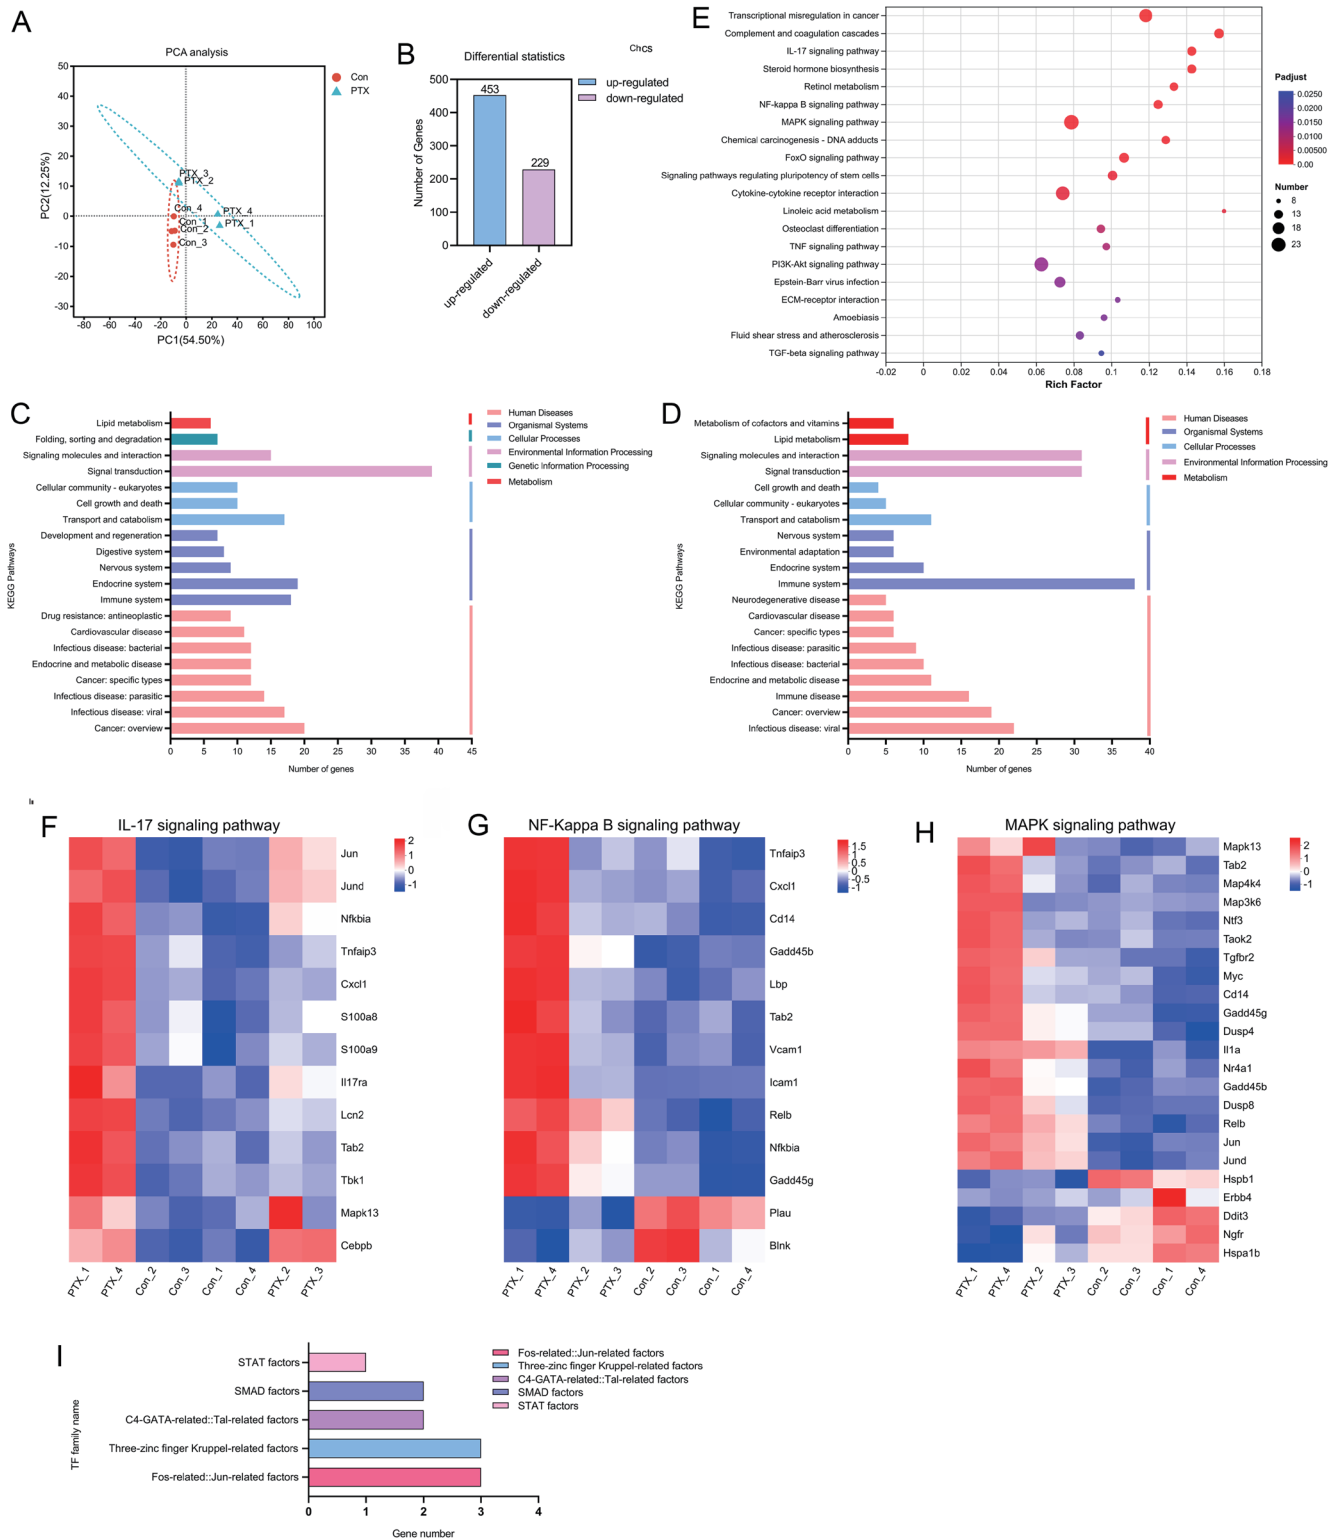 A
PCA analysis
Con
PTX
50
40
30
20
10
0
-10
-20
-30
PC2(12.25%)
PTX_3
PTX_2
Con_4
PTX_4
Con_1
PTX_1
Con_2
Con_3
-80 -60 -40 -20 0 20 40 60 80 100
PC1(54.50%)
B
Differential statistics
Chcs
up-regulated
down-regulated
500
400
300
200
100
0
Number of Genes
453
229
up-regulated
down-regulated
E
Transcriptional misregulation in cancer
Complement and coagulation cascades
IL-17 signaling pathway
Steroid hormone biosynthesis
Retinol metabolism
NF-kappa B signaling pathway
MAPK signaling pathway
Chemical carcinogenesis - DNA adducts
FoxO signaling pathway
Signaling pathways regulating pluripotency of stem cells
Cytokine-cytokine receptor interaction
Linoleic acid metabolism
Osteoclast differentiation
TNF signaling pathway
PI3K-Akt signaling pathway
Epstein-Barr virus infection
ECM-receptor interaction
Amoebiasis
Fluid shear stress and atherosclerosis
TGF-beta signaling pathway
-0.02 0 0.02 0.04 0.06 0.08 0.1 0.12 0.14 0.16 0.18
Rich Factor
Padjust
0.0250
0.0200
0.0150
0.0100
0.00500
0.00
Number
8
13
18
23
C
Lipid metabolism
Folding, sorting and degradation
Signaling molecules and interaction
Signal transduction
Cellular community - eukaryotes
Cell growth and death
Transport and catabolism
Development and regeneration
Digestive system
Nervous system
Endocrine system
Immune system
Drug resistance: antineoplastic
Cardiovascular disease
Infectious disease: bacterial
Endocrine and metabolic disease
Cancer: specific types
Infectious disease: parasitic
Infectious disease: viral
Cancer: overview
KEGG Pathways
0 5 10 15 20 25 30 35 40 45
Number of genes
Human Diseases
Organismal Systems
Cellular Processes
Environmental Information Processing
Genetic Information Processing
Metabolism
D
Metabolism of cofactors and vitamins
Lipid metabolism
Signaling molecules and interaction
Signal transduction
Cell growth and death
Cellular community - eukaryotes
Transport and catabolism
Nervous system
Environmental adaptation
Endocrine system
Immune system
Neurodegenerative disease
Cardiovascular disease
Cancer: specific types
Infectious disease: parasitic
Infectious disease: bacterial
Endocrine and metabolic disease
Immune disease
Cancer: overview
Infectious disease: viral
KEGG Pathways
0 5 10 15 20 25 30 35 40
Number of genes
Human Diseases
Organismal Systems
Cellular Processes
Environmental Information Processing
Metabolism
F
IL-17 signaling pathway
2
1
0
-1
Jun
Jund
Nfkbia
Tnfaip3
Cxcl1
S100a8
S100a9
Il17ra
Lcn2
Tab2
Tbk1
Mapk13
Cebpb
PTX_1 PTX_4 Con_2 Con_3 Con_1 Con_4 PTX_2 PTX_3
G
NF-Kappa B signaling pathway
1.5
1
0
-0.5
-1
Tnfaip3
Cxcl1
Cd14
Gadd45b
Lbp
Tab2
Vcam1
Icam1
Relb
Nfkbia
Gadd45g
Plau
Blnk
PTX_1 PTX_4 PTX_2 PTX_3 Con_2 Con_3 Con_1 Con_4
H
MAPK signaling pathway
2
1
0
-1
Mapk13
Tab2
Map4k4
Map3k6
Ntf3
Taok2
Tgfbr2
Myc
Cd14
Gadd45g
Dusp4
Il1a
Nr4a1
Gadd45b
Dusp8
Relb
Jun
Jund
Hspb1
Erbb4
Ddit3
Ngfr
Hspa1b
PTX_1 PTX_4 PTX_2 PTX_3 Con_2 Con_3 Con_1 Con_4
I
STAT factors
SMAD factors
C4-GATA-related::Tal-related factors
Three-zinc finger Kruppel-related factors
Fos-related::Jun-related factors
TF family name
0 1 2 3 4
Gene number
Fos-related::Jun-related factors
Three-zinc finger Kruppel-related factors
C4-GATA-related::Tal-related factors
SMAD factors
STAT factors